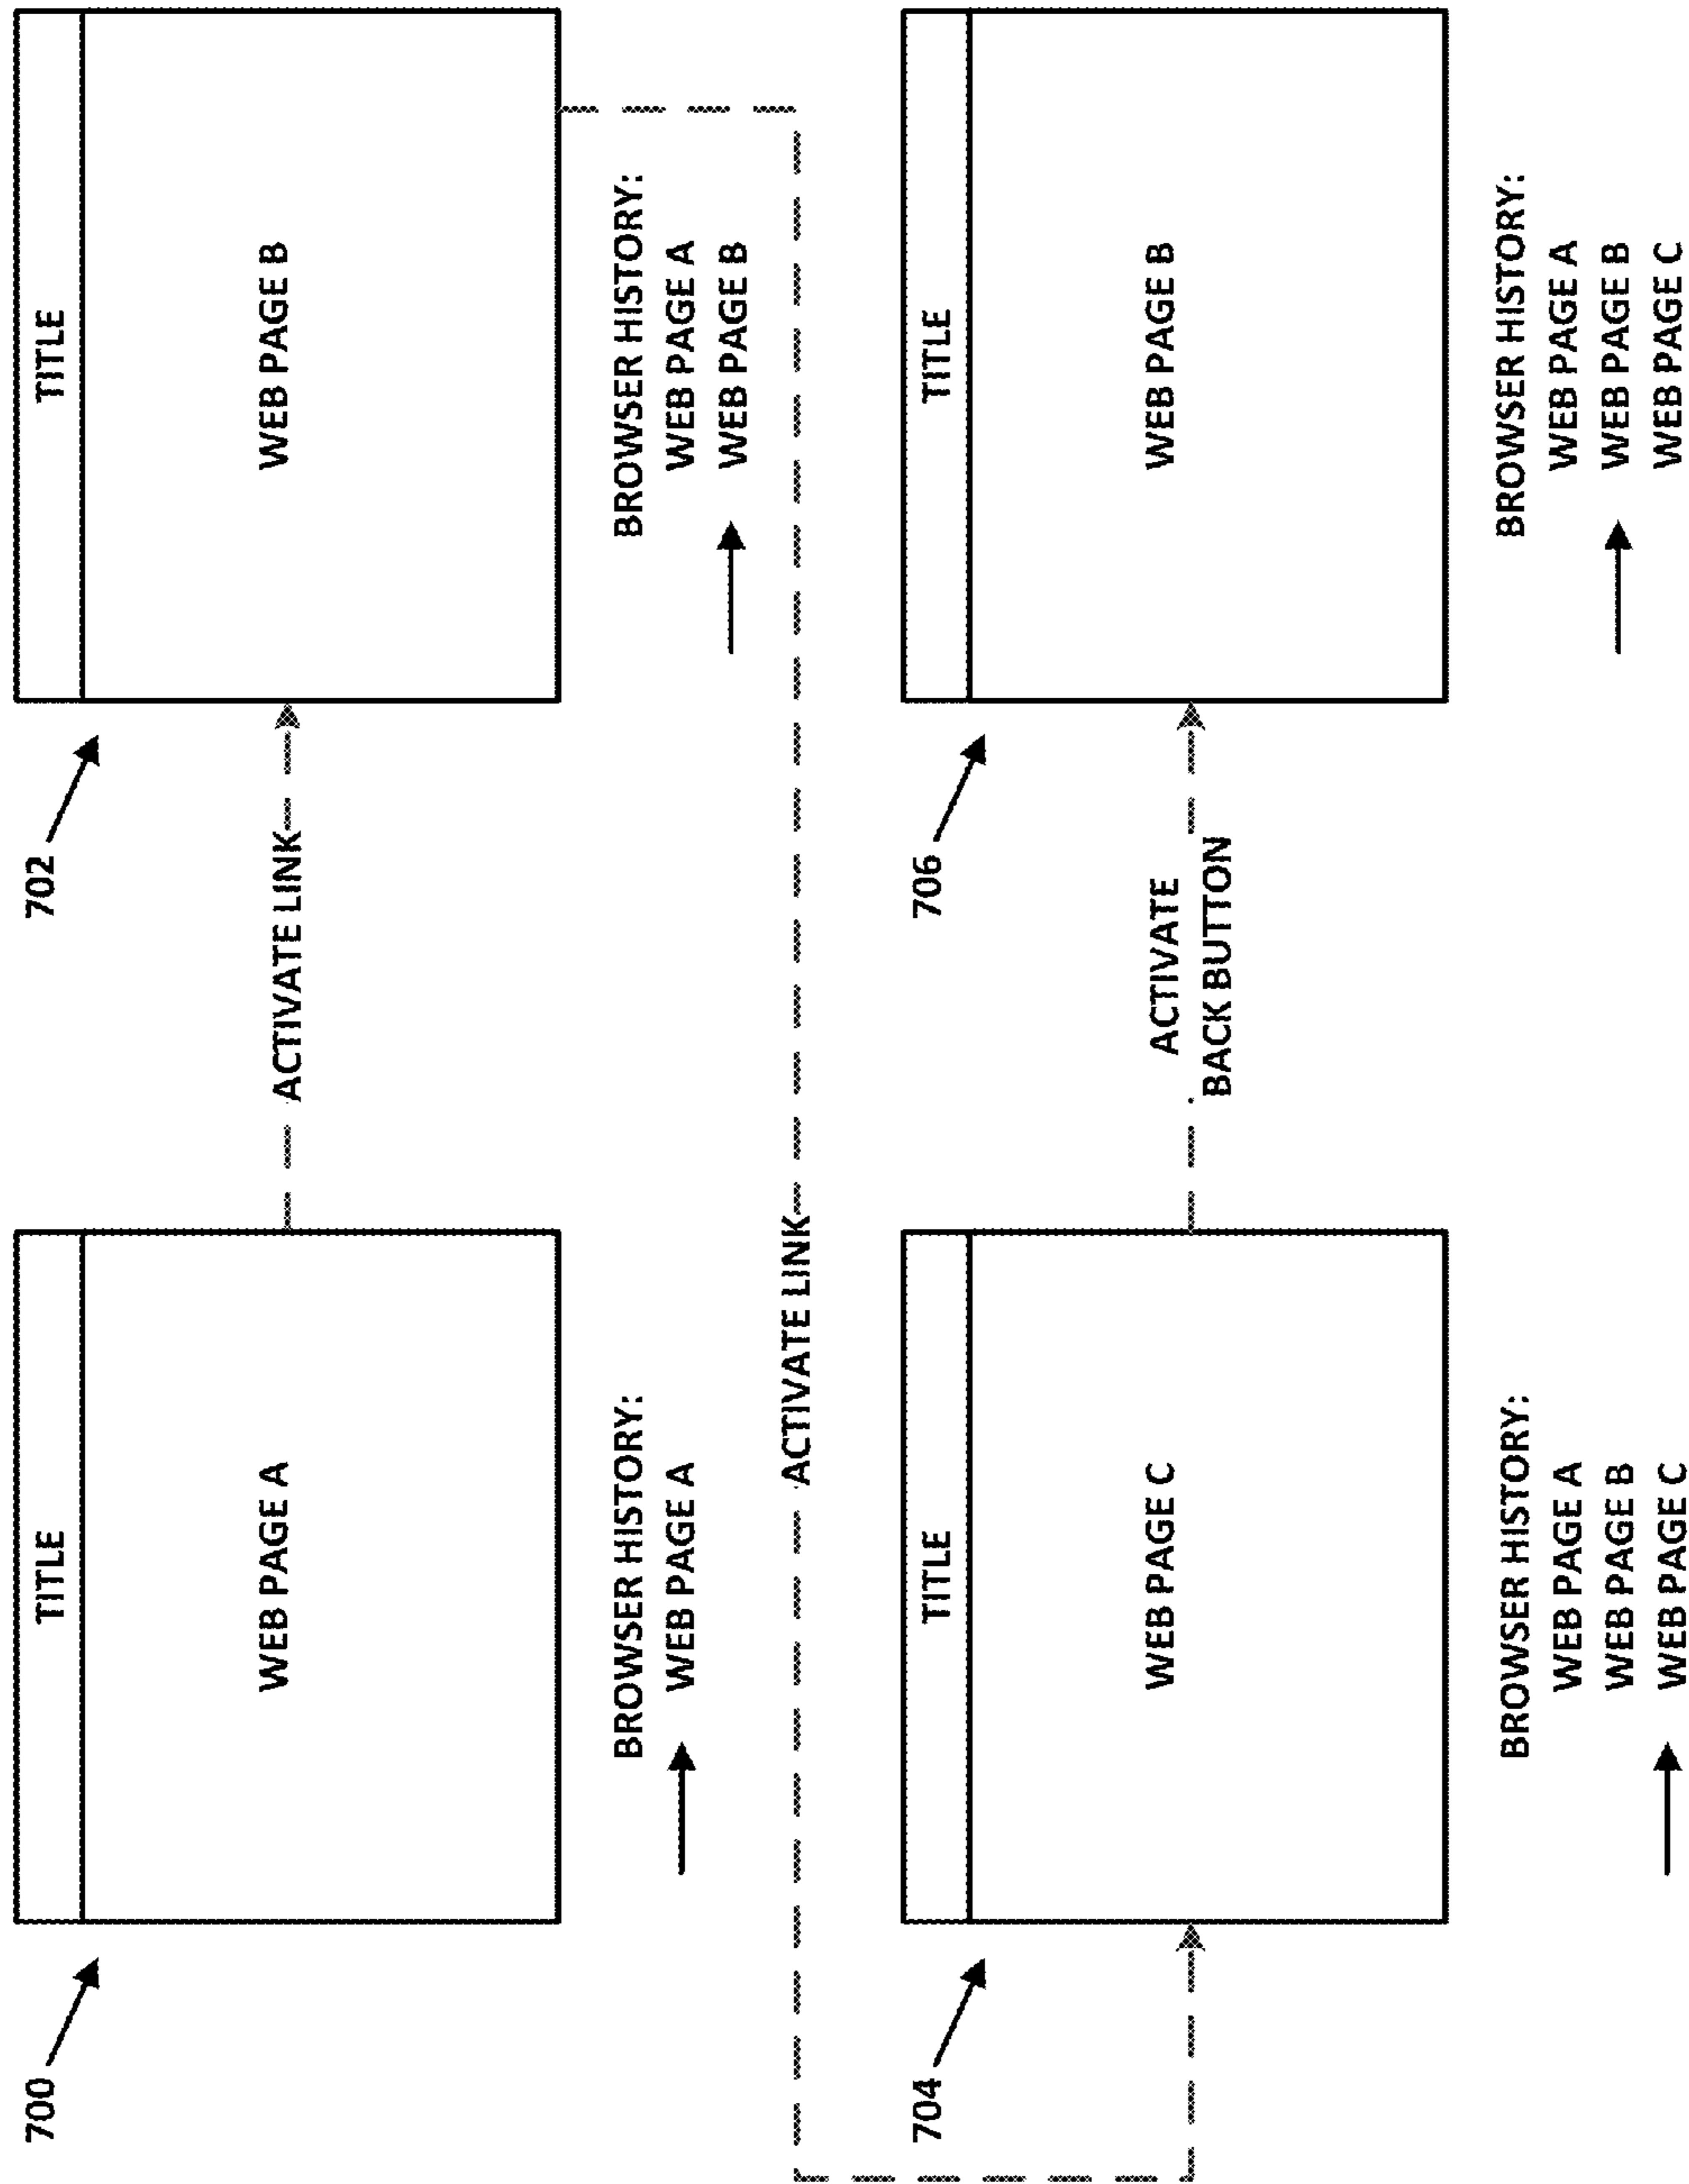 700
TITLE
WEB PAGE A
BROWSER HISTORY:
WEB PAGE A
ACTIVATE LINK
702
TITLE
WEB PAGE B
BROWSER HISTORY:
WEB PAGE A
WEB PAGE B
ACTIVATE LINK
704
TITLE
WEB PAGE C
BROWSER HISTORY:
WEB PAGE A
WEB PAGE B
WEB PAGE C
ACTIVATE
BACK BUTTON
706
TITLE
WEB PAGE B
BROWSER HISTORY:
WEB PAGE A
WEB PAGE B
WEB PAGE C